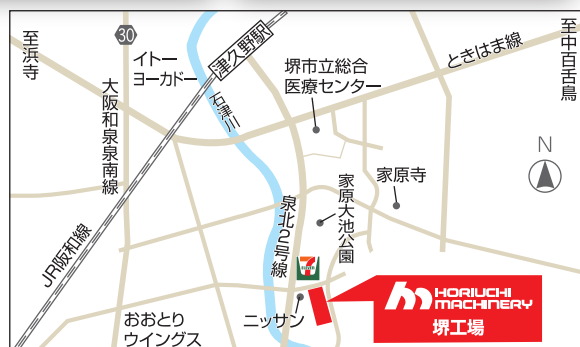 至浜寺
30
イトー
ヨーカドー
津久野駅
石津川
堺市立総合
医療センター
ときはま線
至中百舌鳥
大阪和泉泉南線
N
家原寺
家原大池公園
泉北2号線
JR阪和線
7
ELEVEN
HORIUCHI
MACHINERY
堺工場
ニッサン
おおとり
ウイングス